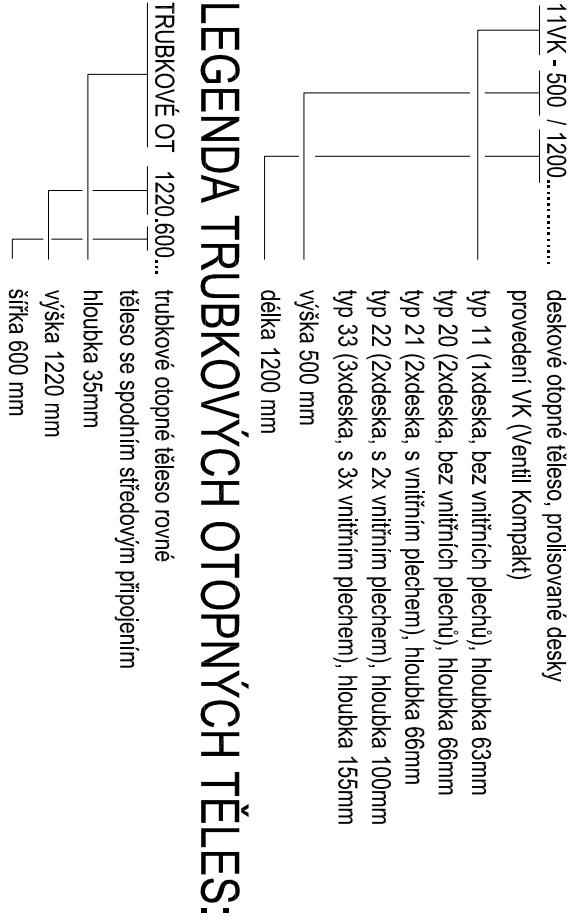 11VK - 500 / 1200............... deskové otopné těleso, prolisované desky
provedení VK (Ventil Kompakt)
typ 11 (1xdeska, bez vnitřních plechů), hloubka 63mm
typ 20 (2xdeska, bez vnitřních plechů), hloubka 66mm
typ 21 (2xdeska, s vnitřním plechem), hloubka 66mm
typ 22 (2xdeska, s 2x vnitřním plechem), hloubka 100mm
typ 33 (3xdeska, s 3x vnitřním plechem), hloubka 155mm
výška 500 mm
délka 1200 mm
LEGENDA TRUBKOVÝCH OTOPNÝCH TĚLES:
TRUBKOVÉ OT 1220.600... trubkové otopné těleso rovné
těleso se spodním středovým připojením
hloubka 35mm
výška 1220 mm
šířka 600 mm